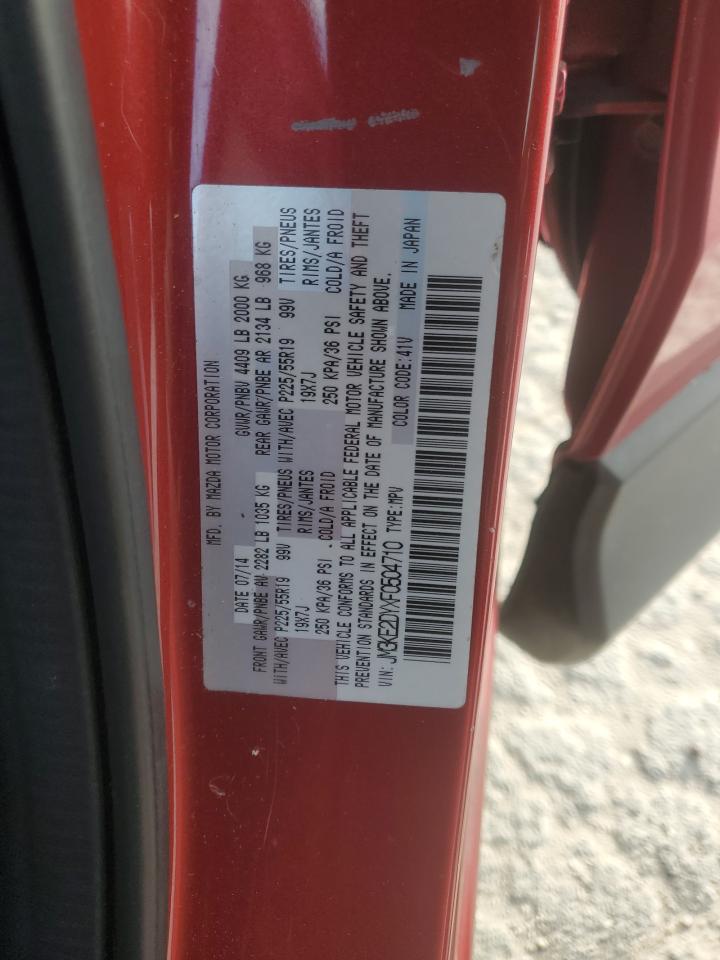 MFD. BY MAZDA MOTOR CORPORATION
DATE 07/14 GVWR/PNBV 4409 LB 2000 KG
FRONT GAWR/PNBE AV 2282 LB 1035 KG REAR GAWR/PNBE AR 2134 LB 968 KG
WITH/AVEC P225/55R19 99V TIRES/PNEUS WITH/AVEC P225/55R19 99V TIRES/PNEUS
19X7J RIMS/JANTES 19X7J RIMS/JANTES
250 KPA/36 PSI . COLD/A FROID 250 KPA/36 PSI COLD/A FROID
THIS VEHICLE CONFORMS TO ALL APPLICABLE FEDERAL MOTOR VEHICLE SAFETY AND THEFT
PREVENTION STANDARDS IN EFFECT ON THE DATE OF MANUFACTURE SHOWN ABOVE.
VIN: JM3KE2DYXF0504710 TYPE:MPV COLOR CODE:41V MADE IN JAPAN